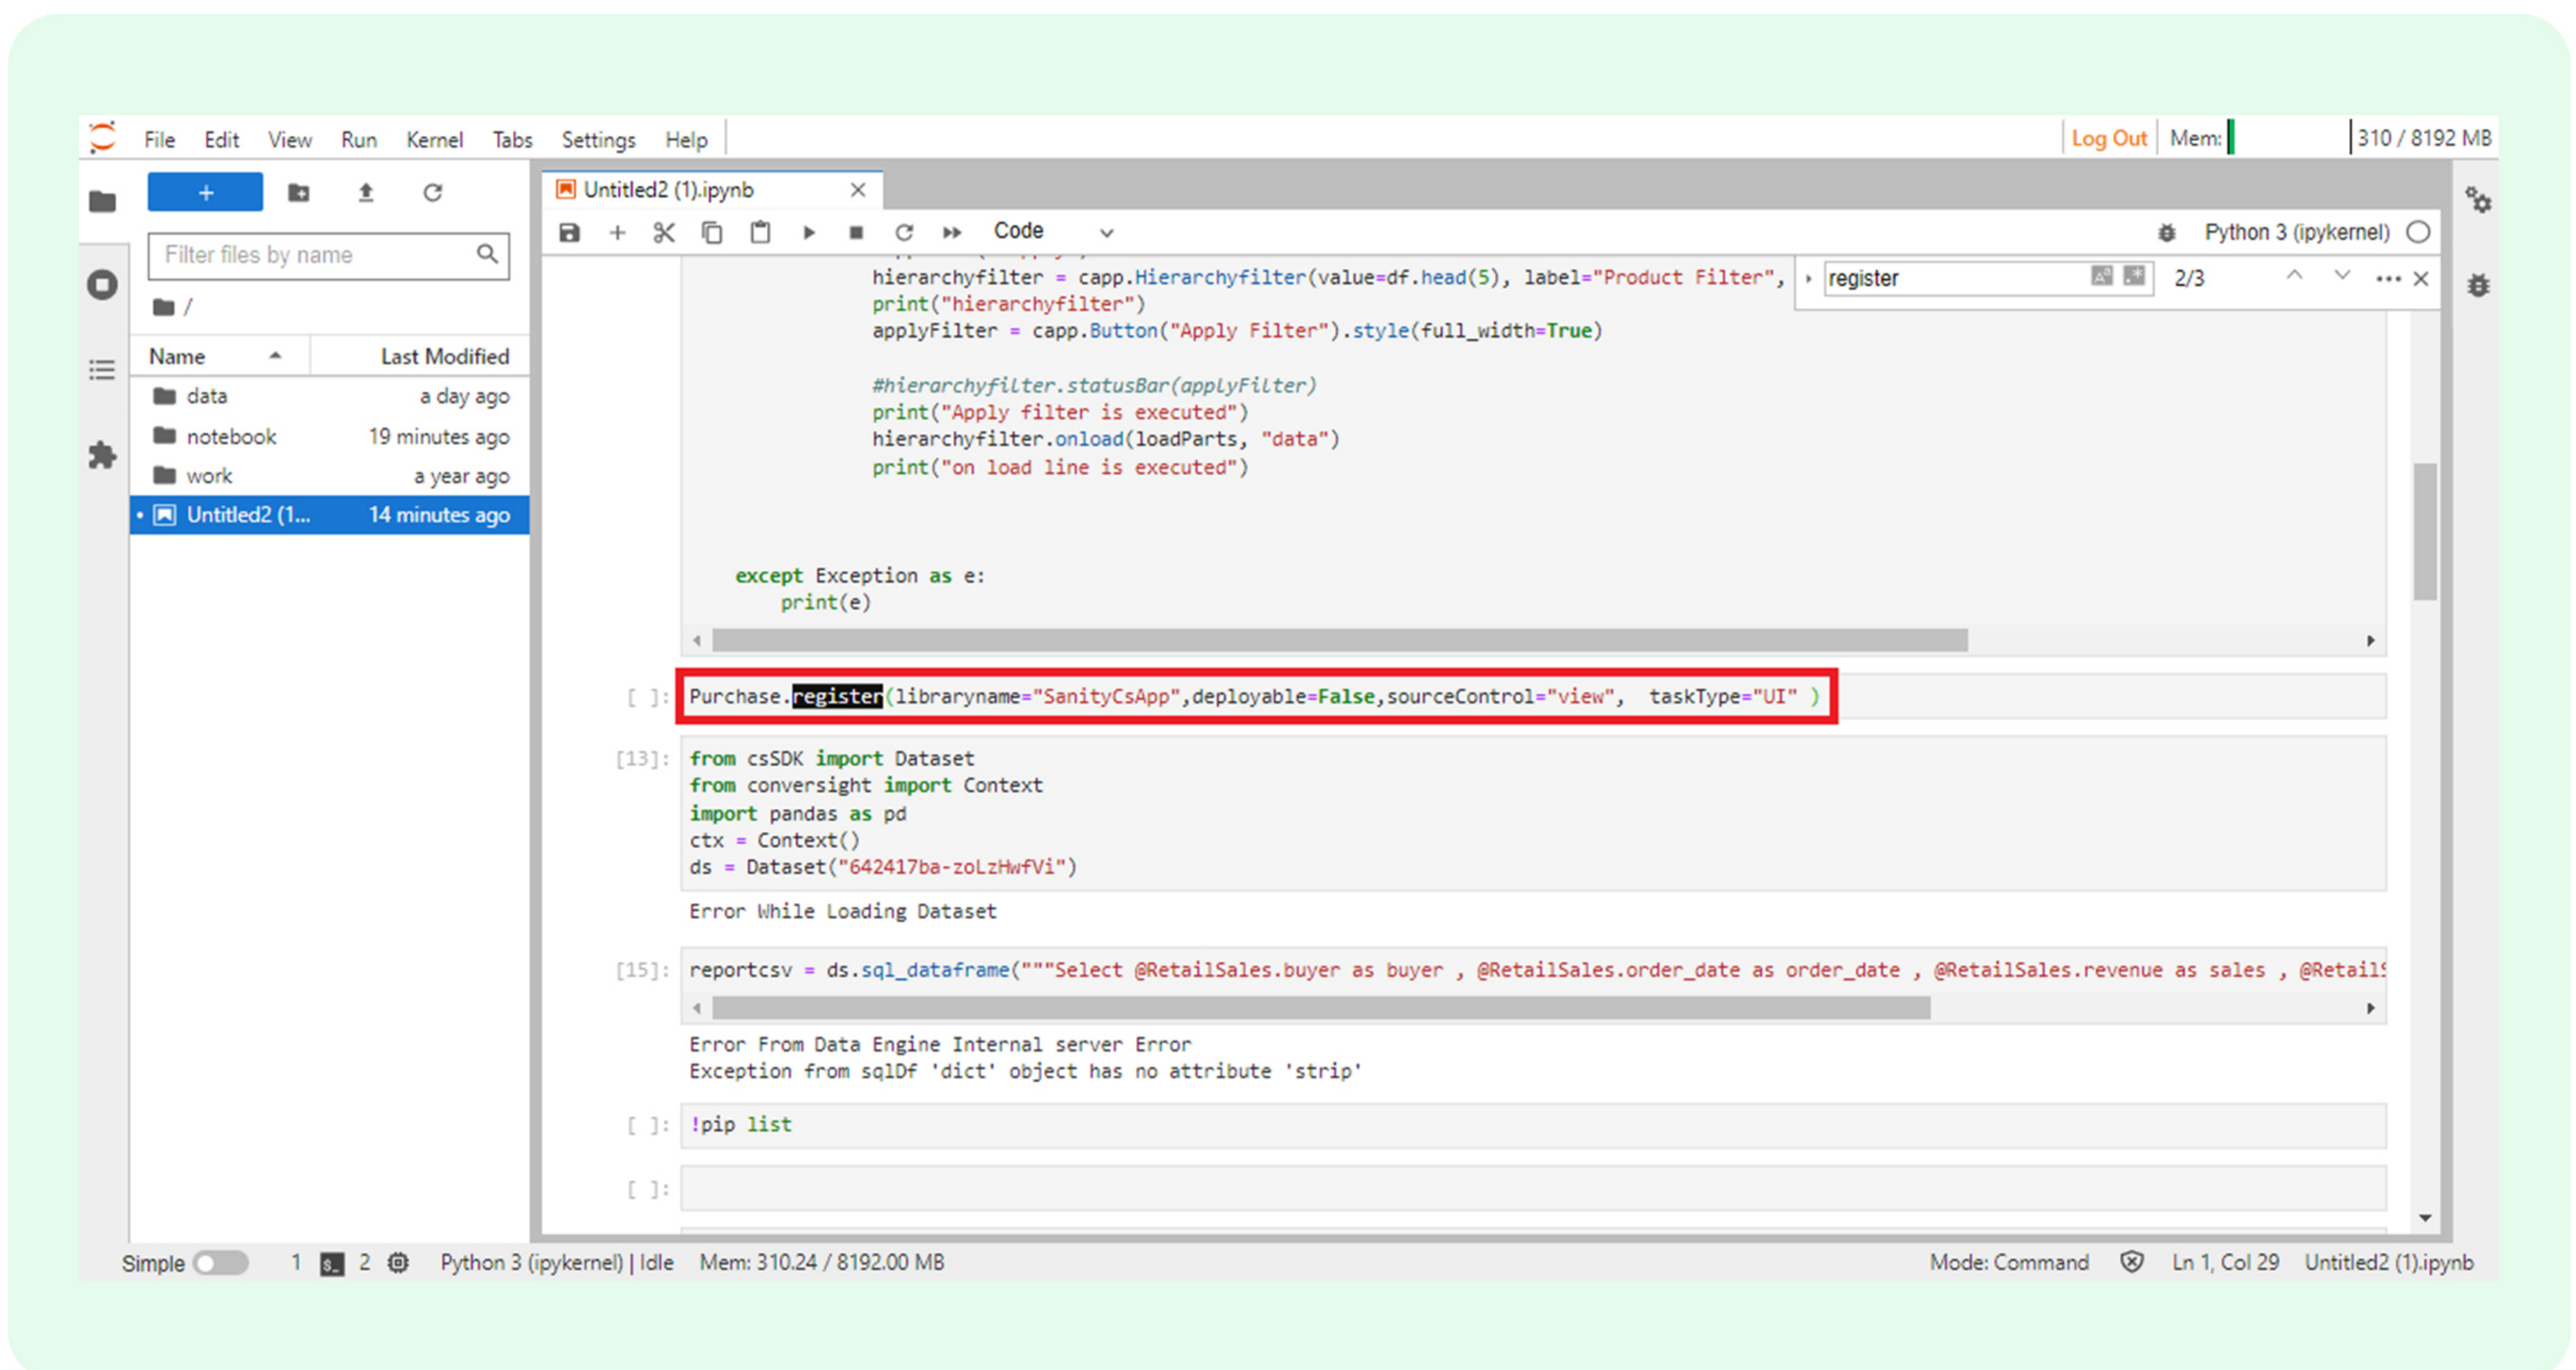 File Edit View Run Kernel Tabs Settings Help
Log Out Mem: 310 / 8192 MB
Untitled2 (1).ipynb
Filter files by name
Code
Python 3 (ipykernel)
/
register 2/3
Name Last Modified
data a day ago
notebook 19 minutes ago
work a year ago
Untitled2 (1... 14 minutes ago
hierarchyfilter = capp.Hierarchyfilter(value=df.head(5), label="Product Filter",
print("hierarchyfilter")
applyFilter = capp.Button("Apply Filter").style(full_width=True)
#hierarchyfilter.statusBar(applyFilter)
print("Apply filter is executed")
hierarchyfilter.onload(loadParts, "data")
print("on load line is executed")
except Exception as e:
print(e)
[ ]: Purchase.register(libraryname="SanityCsApp",deployable=False,sourceControl="view", taskType="UI" )
[13]: from csSDK import Dataset
from conversight import Context
import pandas as pd
ctx = Context()
ds = Dataset("642417ba-zoLzHwfVi")
Error While Loading Dataset
[15]: reportcsv = ds.sql_dataframe("""Select @RetailSales.buyer as buyer , @RetailSales.order_date as order_date , @RetailSales.revenue as sales , @RetailS
Error From Data Engine Internal server Error
Exception from sqlDf 'dict' object has no attribute 'strip'
[ ]: !pip list
[ ]:
Simple 1 $_ 2 Python 3 (ipykernel) | Idle Mem: 310.24 / 8192.00 MB
Mode: Command Ln 1, Col 29 Untitled2 (1).ipynb